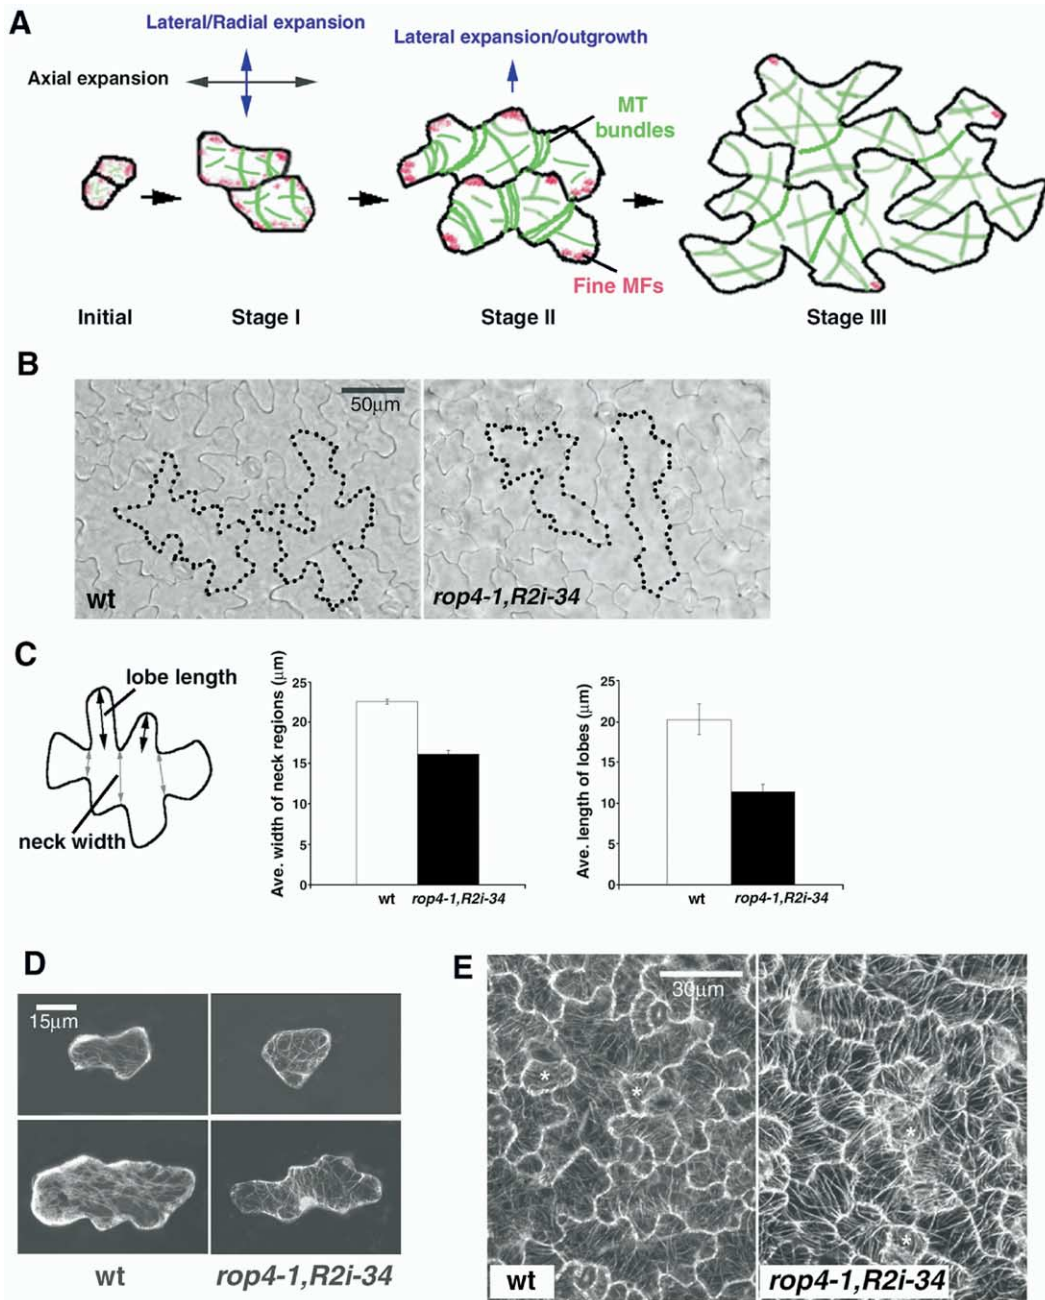 A
Lateral/Radial expansion
Axial expansion
Lateral expansion/outgrowth
MT
bundles
Fine MFs
Initial
Stage I
Stage II
Stage III
B
50μm
wt
rop4-1,R2i-34
C
lobe length
neck width
Ave. width of neck regions (μm)
25
20
15
10
5
0
wt
rop4-1,R2i-34
Ave. length of lobes (μm)
25
20
15
10
5
0
wt
rop4-1,R2i-34
D
15μm
wt
rop4-1,R2i-34
E
30μm
*
*
*
*
wt
rop4-1,R2i-34